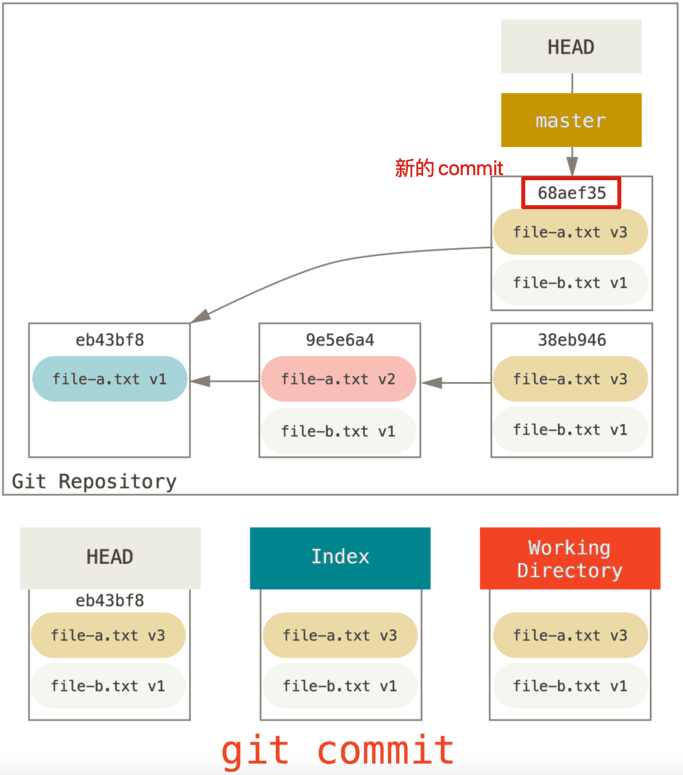 HEAD
master
新的 commit
68aef35
file-a.txt v3
file-b.txt v1
eb43bf8
file-a.txt v1
9e5e6a4
file-a.txt v2
file-b.txt v1
38eb946
file-a.txt v3
file-b.txt v1
Git Repository
HEAD
eb43bf8
file-a.txt v3
file-b.txt v1
Index
file-a.txt v3
file-b.txt v1
Working
Directory
file-a.txt v3
file-b.txt v1
git commit